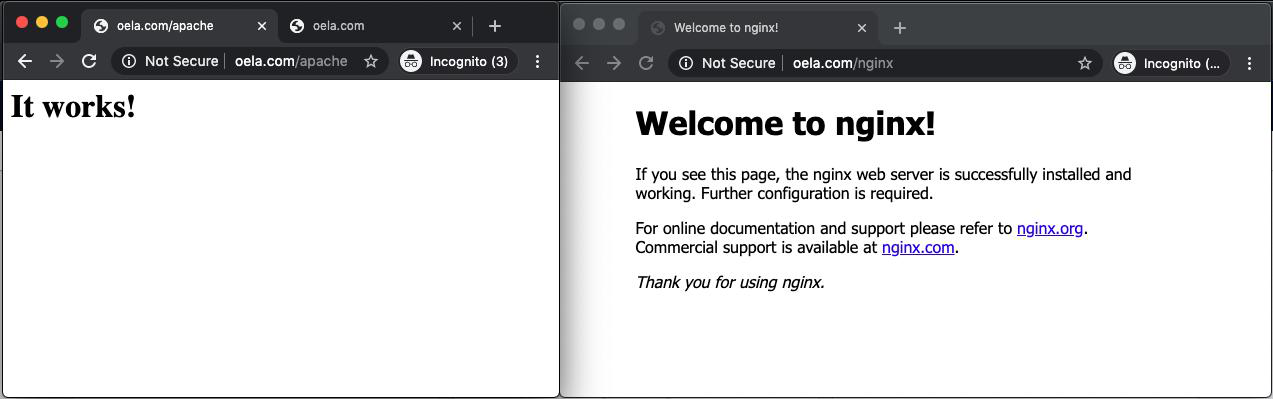 oela.com/apache
oela.com
Not Secure
oela.com/apache
Incognito (3)
It works!
Welcome to nginx!
Not Secure
oela.com/nginx
Incognito (...
Welcome to nginx!
If you see this page, the nginx web server is successfully installed and
working. Further configuration is required.
For online documentation and support please refer to nginx.org.
Commercial support is available at nginx.com.
Thank you for using nginx.